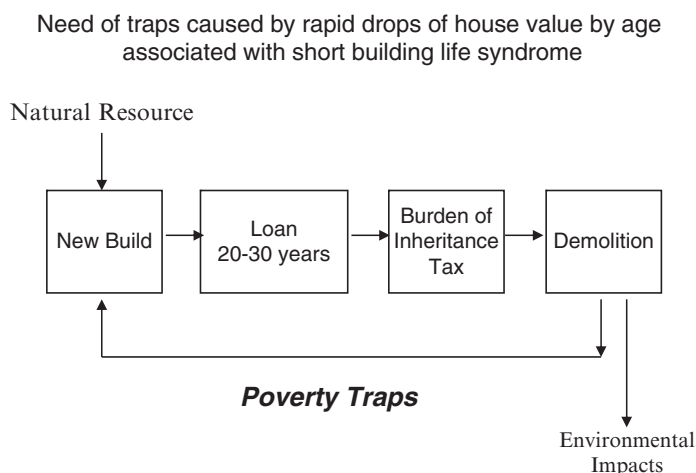 Need of traps caused by rapid drops of house value by age
associated with short building life syndrome
Natural Resource
New Build
Loan
20-30 years
Burden of
Inheritance
Tax
Demolition
Poverty Traps
Environmental
Impacts